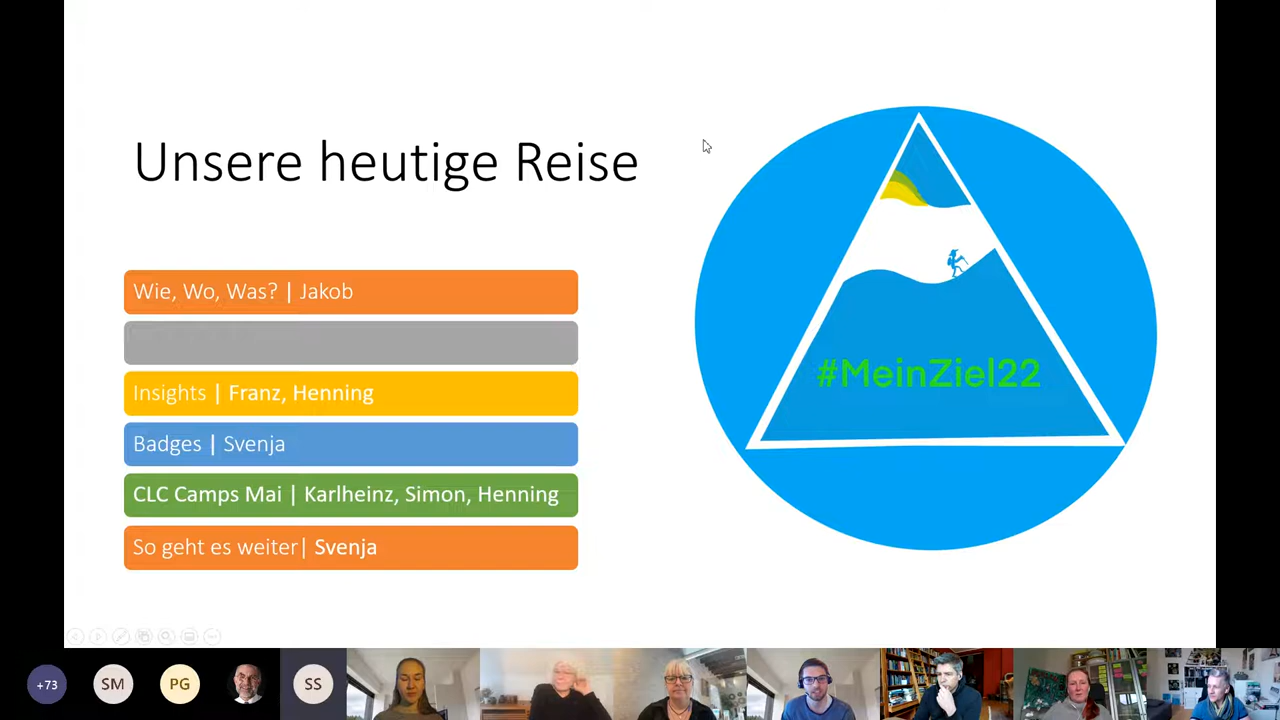 Unsere heutige Reise
Wie, Wo, Was? | Jakob
Insights | Franz, Henning
Badges | Svenja
CLC Camps Mai | Karlheinz, Simon, Henning
So geht es weiter| Svenja
#MeinZiel22
+73
SM
PG
SS